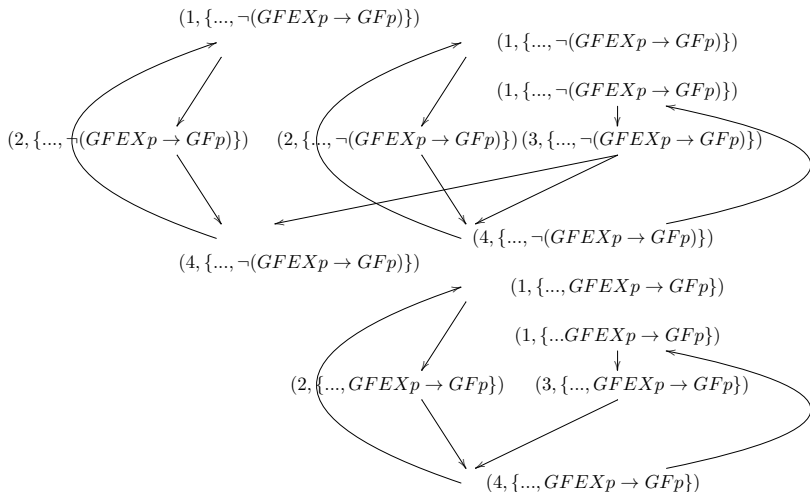 (1, {..., ¬(GFEXp → GFp)})
(1, {..., ¬(GFEXp → GFp)})
(1, {..., ¬(GFEXp → GFp)})
(2, {..., ¬(GFEXp → GFp)}) (2, {..., ¬(GFEXp → GFp)}) (3, {..., ¬(GFEXp → GFp)})
(4, {..., ¬(GFEXp → GFp)})
(4, {..., ¬(GFEXp → GFp)})
(1, {..., GFEXp → GFp})
(1, {...GFEXp → GFp})
(2, {..., GFEXp → GFp}) (3, {..., GFEXp → GFp})
(4, {..., GFEXp → GFp})